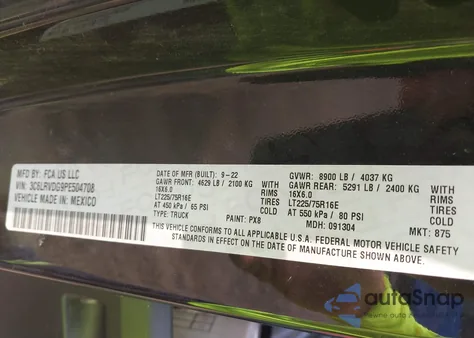 MFD BY: FCA US LLC
VIN: 3C6LRVDG9PE504708
VEHICLE MADE IN: MEXICO
DATE OF MFR (BUILT): 9-22
GAWR FRONT: 4629 LB / 2100 KG
16X6.0
WITH
LT225/75R16E
TIRES
RIMS
AT 450 kPa / 65 PSI
TYPE: TRUCK
PAINT: PX8
GVWR: 8900 LB / 4037 KG
GAWR REAR: 5291 LB / 2400 KG
16X6.0
WITH
LT225/75R16E
TIRES
RIMS
AT 550 kPa / 80 PSI
MDH: 091304
MKT: 875
THIS VEHICLE CONFORMS TO ALL APPLICABLE U.S.A. FEDERAL MOTOR VEHICLE SAFETY
STANDARDS IN EFFECT ON THE DATE OF MANUFACTURE SHOWN ABOVE.
autoSnap